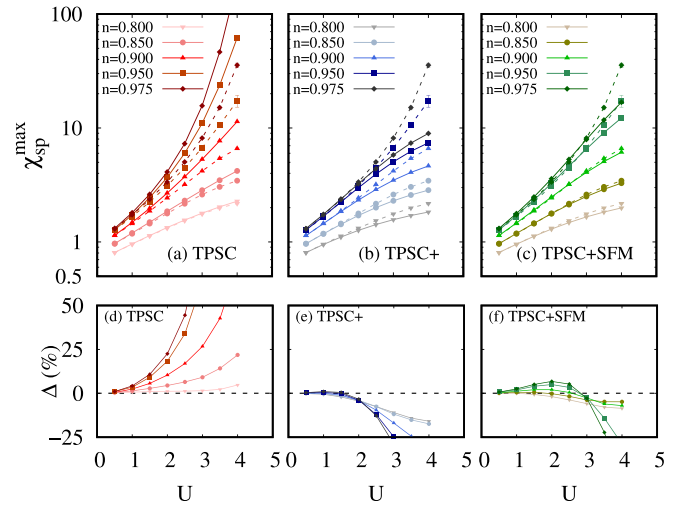 100
10
1
0.5
χ_sp^max
n=0.800
n=0.850
n=0.900
n=0.950
n=0.975
(a) TPSC
n=0.800
n=0.850
n=0.900
n=0.950
n=0.975
(b) TPSC+
n=0.800
n=0.850
n=0.900
n=0.950
n=0.975
(c) TPSC+SFM
50
25
0
−25
Δ (%)
(d) TPSC
(e) TPSC+
(f) TPSC+SFM
0 1 2 3 4 5 0 1 2 3 4 5 0 1 2 3 4 5
U U U